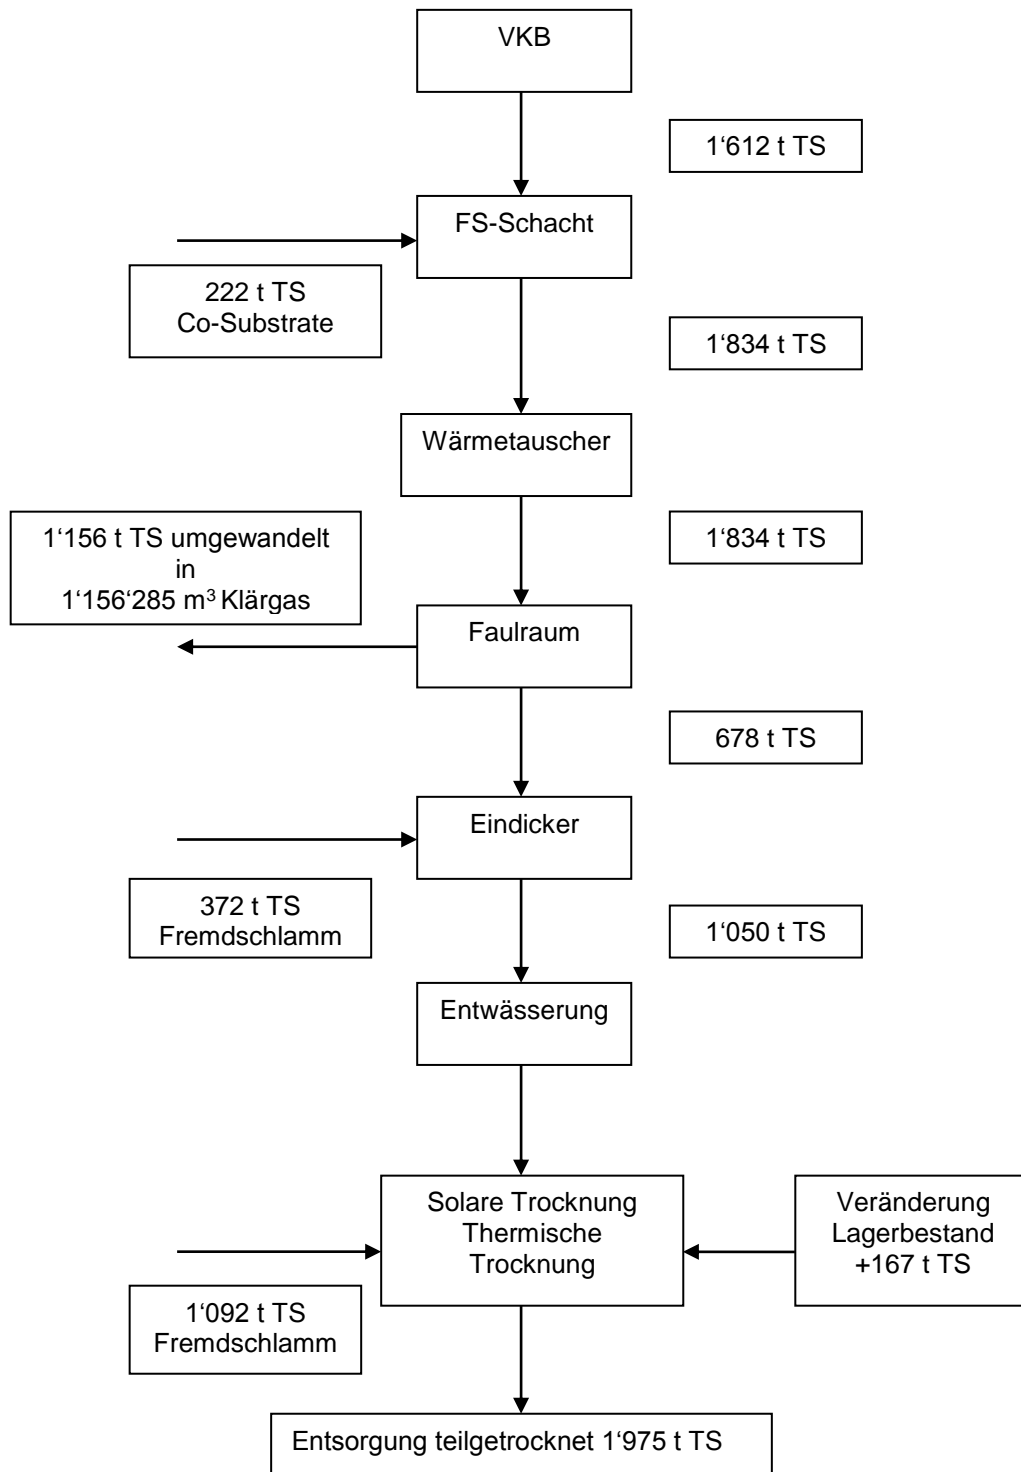 VKB
1‘612 t TS
FS-Schacht
222 t TS
Co-Substrate
1‘834 t TS
Wärmetauscher
1‘156 t TS umgewandelt
in
1‘156‘285 m³ Klärgas
1‘834 t TS
Faulraum
678 t TS
Eindicker
372 t TS
Fremdschlamm
1‘050 t TS
Entwässerung
Solare Trocknung
Thermische
Trocknung
Veränderung
Lagerbestand
+167 t TS
1‘092 t TS
Fremdschlamm
Entsorgung teilgetrocknet 1‘975 t TS